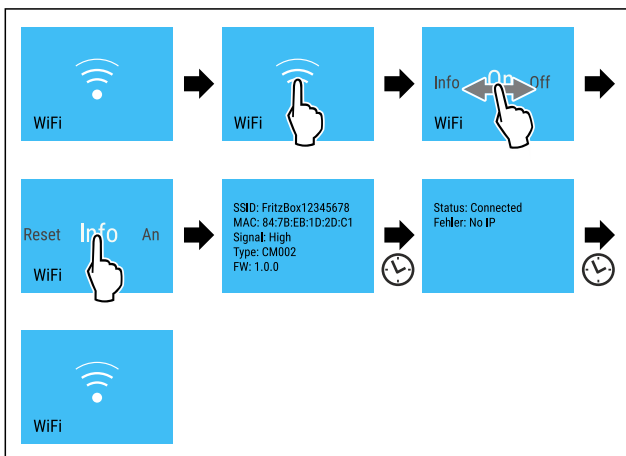 WiFi
WiFi
Info On Off
WiFi
Reset Info An
WiFi
SSID: FritzBox12345678
MAC: 84:7B:EB:1D:2D:C1
Signal: High
Type: CM002
FW: 1.0.0
Status: Connected
Fehler: No IP
WiFi